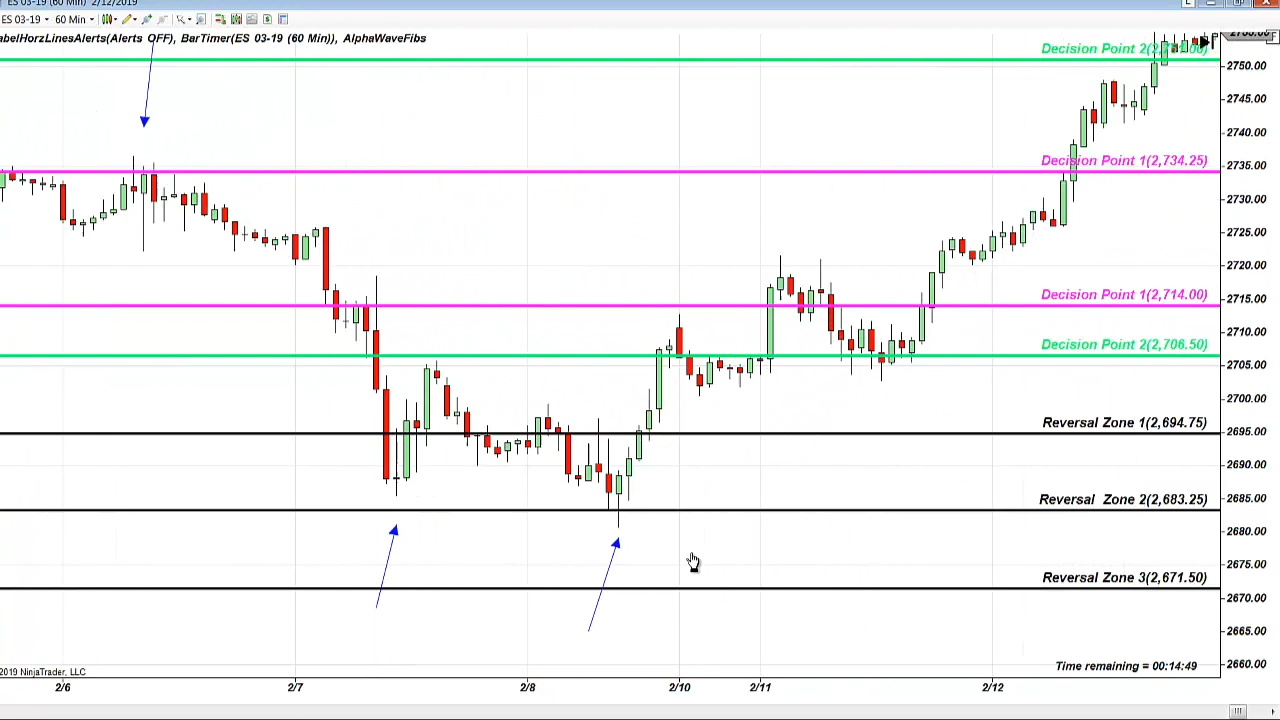 ES 03-19 (60 Min) 2/12/2019
ES 03-19 60 Min
abelHorzLinesAlerts(Alerts OFF), BarTimer(ES 03-19 (60 Min)), AlphaWaveFibs
Decision Point 2
2750.00
2745.00
2740.00
Decision Point 1(2,734.25)
2735.00
2730.00
2725.00
2720.00
Decision Point 1(2,714.00)
2715.00
2710.00
Decision Point 2(2,706.50)
2705.00
2700.00
Reversal Zone 1(2,694.75)
2695.00
2690.00
Reversal Zone 2(2,683.25)
2685.00
2680.00
2675.00
Reversal Zone 3(2,671.50)
2670.00
2665.00
Time remaining = 00:14:49
2660.00
2019 NinjaTrader, LLC
2/6 2/7 2/8 2/10 2/11 2/12